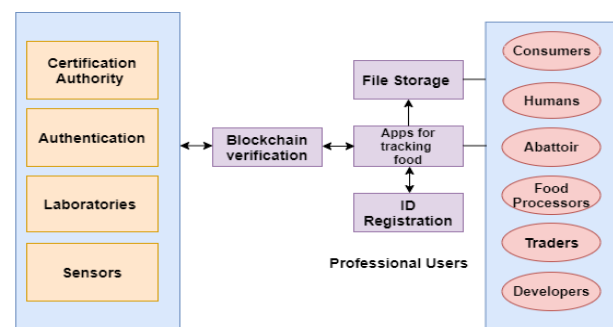 Certification
Authority
Authentication
Laboratories
Sensors
Blockchain
verification
File Storage
Apps for
tracking
food
ID
Registration
Professional Users
Consumers
Humans
Abattoir
Food
Processors
Traders
Developers